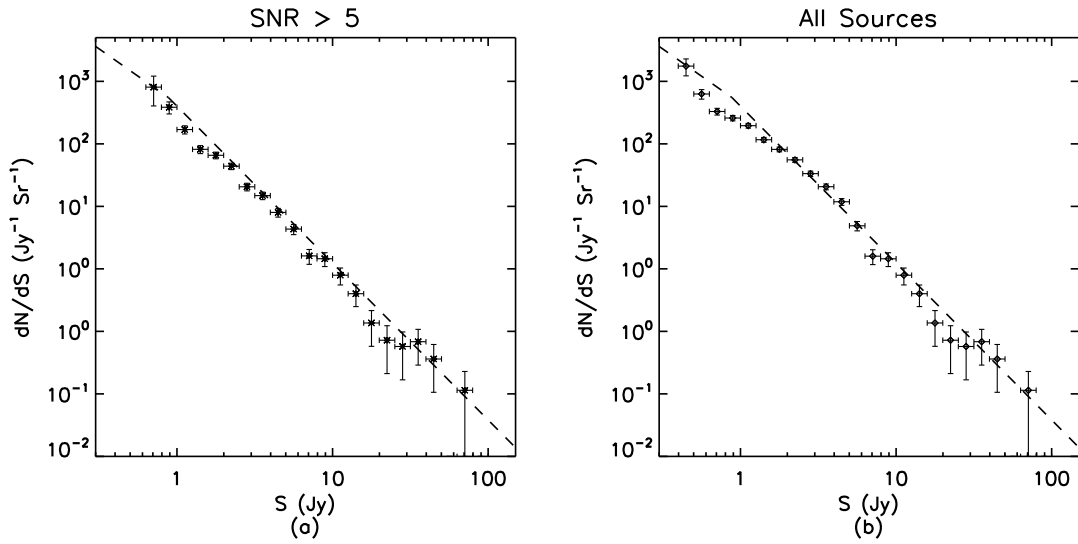 SNR > 5
dN/dS (Jy⁻¹ Sr⁻¹)
10³
10²
10¹
10⁰
10⁰
10⁻¹
10⁻²
1 10 100
S (Jy)
(a)
All Sources
dN/dS (Jy⁻¹ Sr⁻¹)
10³
10²
10¹
10⁰
10⁰
10⁻¹
10⁻²
1 10 100
S (Jy)
(b)